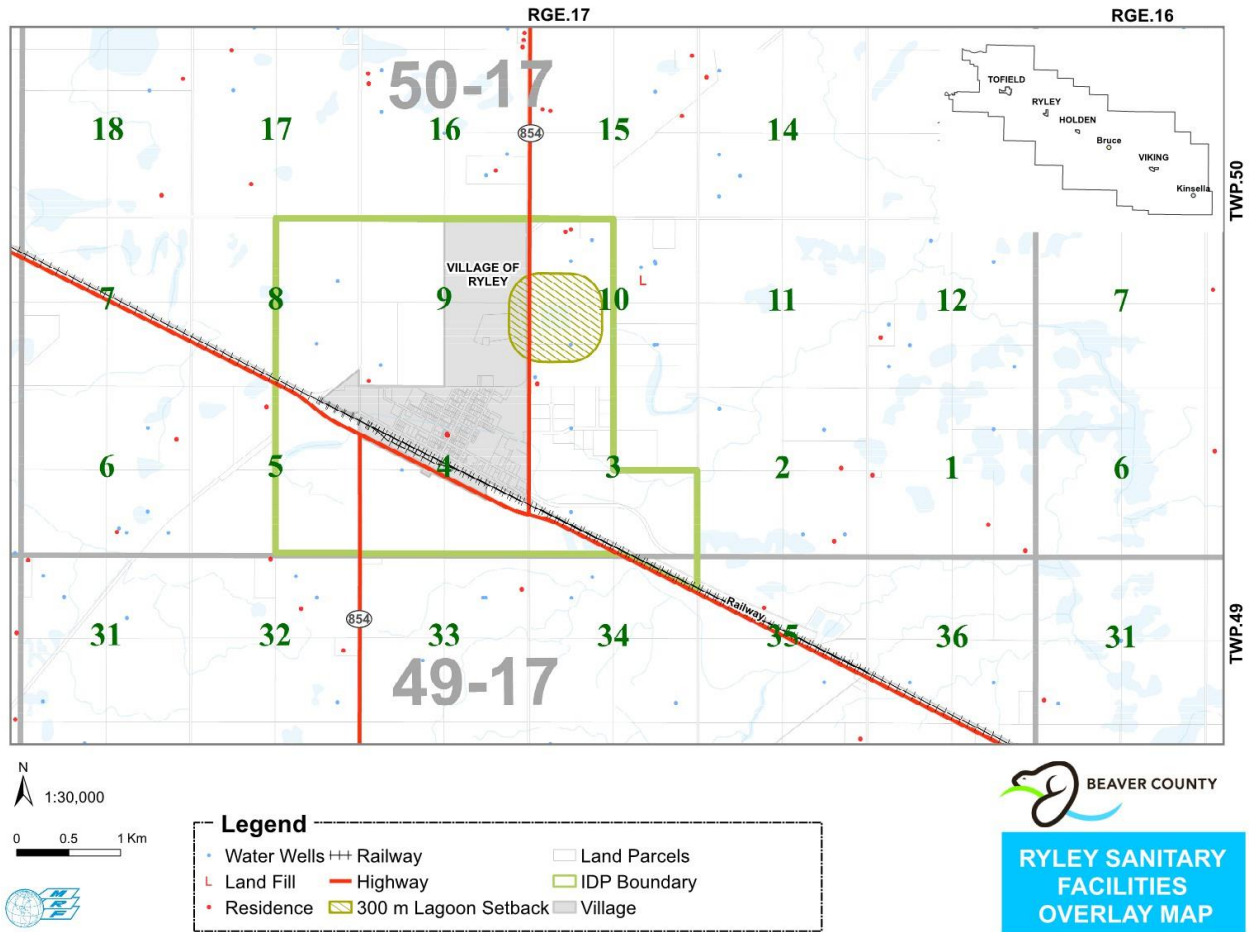 RGE.17
RGE.16
50-17
TOFIELD
RYLEY
HOLDEN
Bruce
VIKING
Kinsella
TWP.50
18
17
16
854
15
14
VILLAGE OF
RYLEY
7
8
9
10
11
12
7
6
5
4
3
2
1
6
Railway
854
31
32
33
34
35
36
31
TWP.49
49-17
N
1:30,000
0 0.5 1 Km
BEAVER COUNTY
Legend
Water Wells
Railway
Land Parcels
L
Land Fill
Highway
IDP Boundary
Residence
300 m Lagoon Setback
Village
MRF
RYLEY SANITARY
FACILITIES
OVERLAY MAP